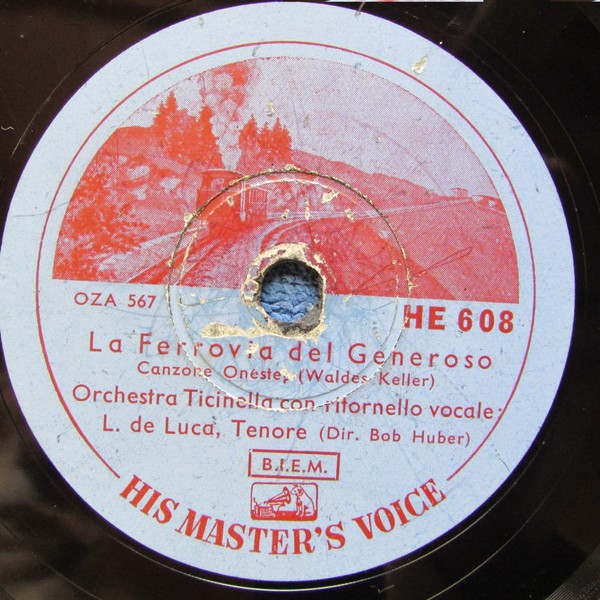 OZA 567
HE 608
La Ferrovia del Generoso
Canzone Onestep (Waldes Keller)
Orchestra Ticinella con ritornello vocale:
L. de Luca, Tenore (Dir. Bob Huber)
B.I.E.M.
HIS MASTER'S VOICE